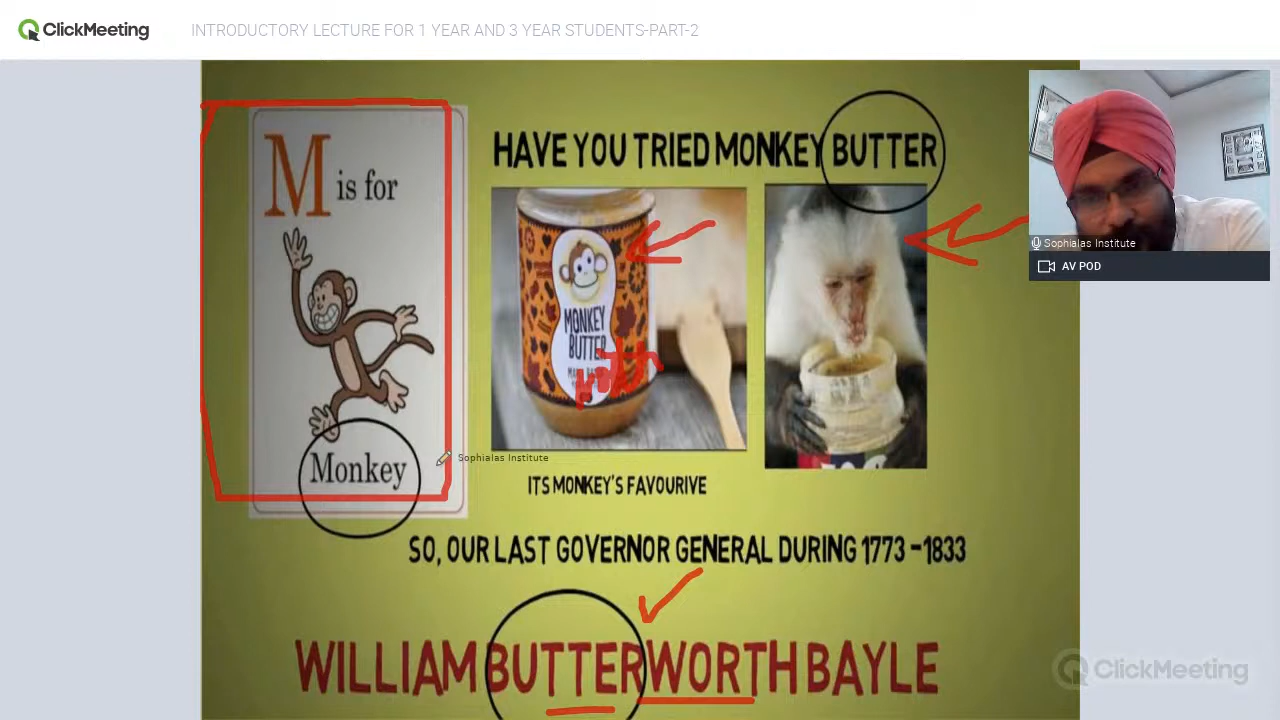 ClickMeeting
INTRODUCTORY LECTURE FOR 1 YEAR AND 3 YEAR STUDENTS-PART-2
M is for
Monkey
HAVE YOU TRIED MONKEY BUTTER
MONKEY
BUTTER
Sophialas Institute
ITS MONKEY'S FAVOURIVE
SO, OUR LAST GOVERNOR GENERAL DURING 1773 -1833
WILLIAM BUTTERWORTH BAYLE
Sophialas Institute
AV POD
ClickMeeting